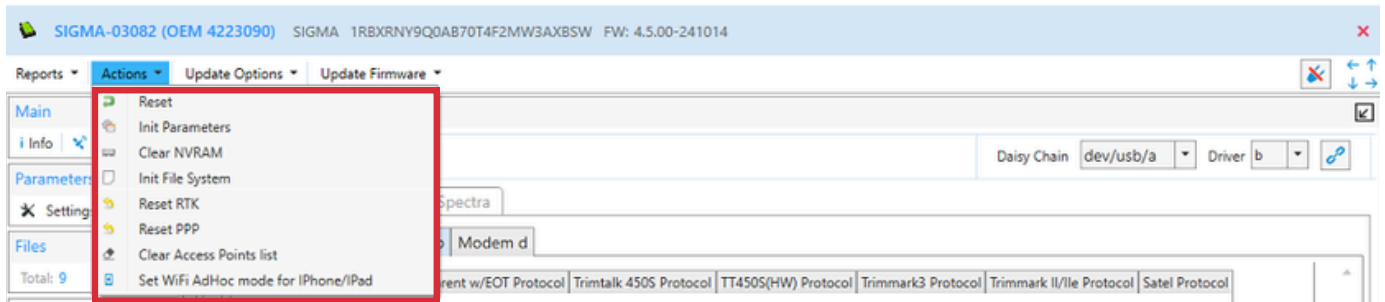 SIGMA-03082 (OEM 4223090) SIGMA 1RBXRNY9Q0AB70T4F2MW3AXBSW FW: 4.5.00-241014
Reports Actions Update Options Update Firmware
Main
Reset
Init Parameters
i Info
Clear NVRAM
Daisy Chain dev/usb/a Driver b
Parameters
Init File System
Settings
Reset RTK
Spectra
Reset PPP
Files
Clear Access Points list
Modem d
Total: 9
Set WiFi AdHoc mode for IPhone/IPad
rent w/EOT Protocol Trimtalk 450S Protocol TT450S(HW) Protocol Trimmark3 Protocol Trimmark II/IIe Protocol Satel Protocol